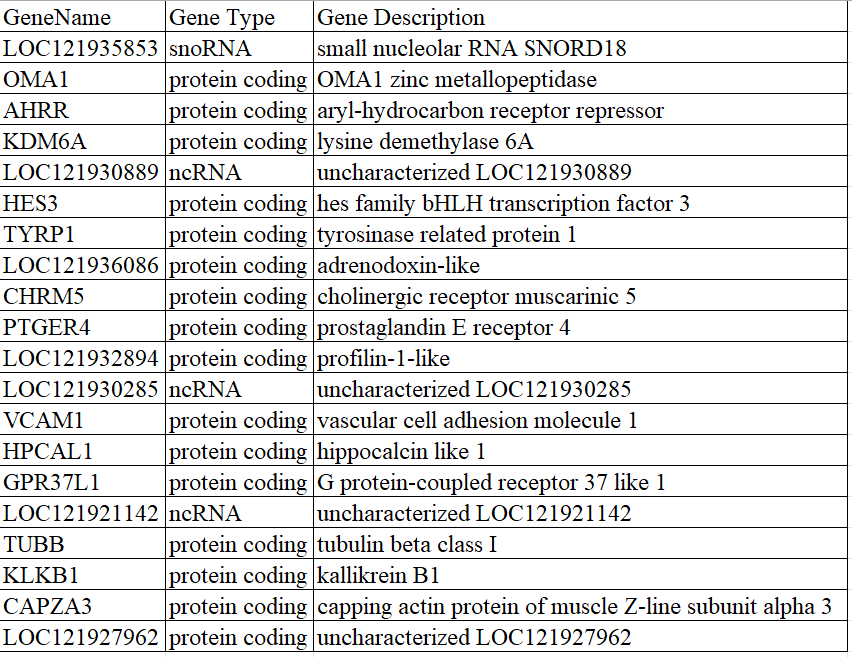 GeneName Gene Type Gene Description
LOC121935853 snoRNA small nucleolar RNA SNORD18
OMA1 protein coding OMA1 zinc metallopeptidase
AHRR protein coding aryl-hydrocarbon receptor repressor
KDM6A protein coding lysine demethylase 6A
LOC121930889 ncRNA uncharacterized LOC121930889
HES3 protein coding hes family bHLH transcription factor 3
TYRP1 protein coding tyrosinase related protein 1
LOC121936086 protein coding adrenodoxin-like
CHRM5 protein coding cholinergic receptor muscarinic 5
PTGER4 protein coding prostaglandin E receptor 4
LOC121932894 protein coding profilin-1-like
LOC121930285 ncRNA uncharacterized LOC121930285
VCAM1 protein coding vascular cell adhesion molecule 1
HPCAL1 protein coding hippocalcin like 1
GPR37L1 protein coding G protein-coupled receptor 37 like 1
LOC121921142 ncRNA uncharacterized LOC121921142
TUBB protein coding tubulin beta class I
KLKB1 protein coding kallikrein B1
CAPZA3 protein coding capping actin protein of muscle Z-line subunit alpha 3
LOC121927962 protein coding uncharacterized LOC121927962